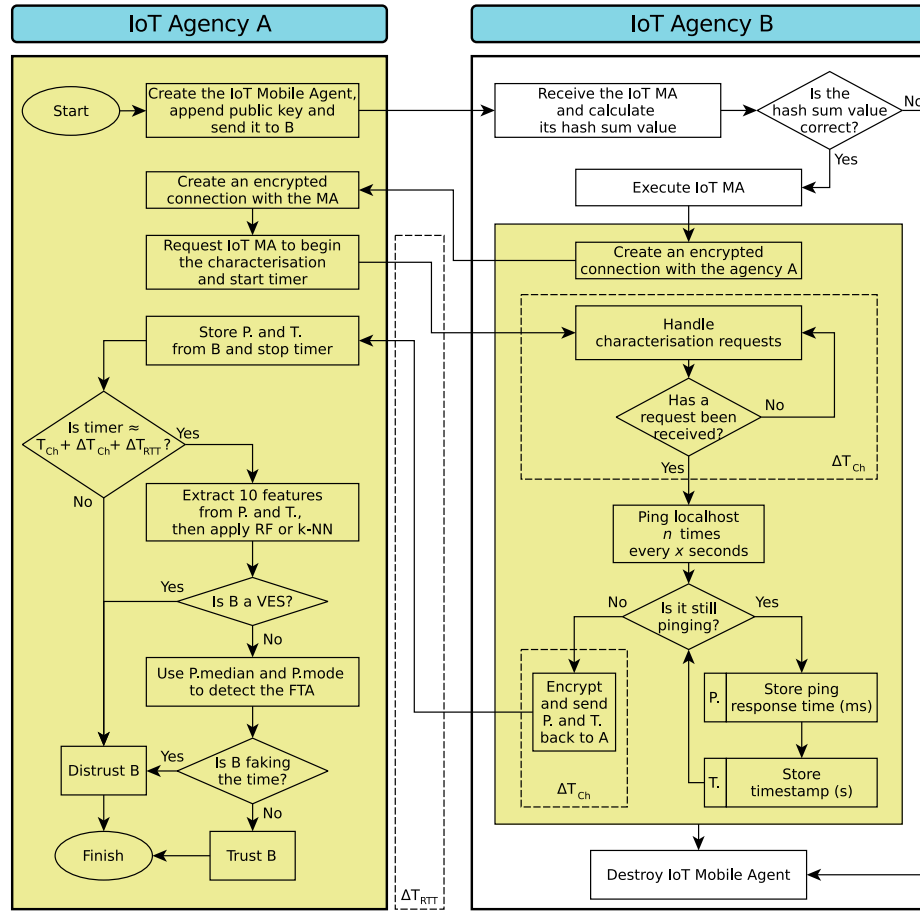 IoT Agency A
Start
Create the IoT Mobile Agent,
append public key and
send it to B
Create an encrypted
connection with the MA
Request IoT MA to begin
the characterisation
and start timer
Store P. and T.
from B and stop timer
Is timer ≈
T_Ch + ΔT_Ch + ΔT_RTT ?
Yes
No
Extract 10 features
from P. and T.,
then apply RF or k-NN
Yes
Is B a VES?
No
Use P.median and P.mode
to detect the FTA
Distrust B
Yes
Is B faking
the time?
No
Finish
Trust B
ΔT_RTT
IoT Agency B
Receive the IoT MA
and calculate
its hash sum value
Is the
hash sum value
correct?
No
Yes
Execute IoT MA
Create an encrypted
connection with the agency A
Handle
characterisation requests
Has a
request been
received?
No
Yes
ΔT_Ch
Ping localhost
n times
every x seconds
No
Is it still
pinging?
Yes
Encrypt
and send
P. and T.
back to A
ΔT_Ch
P.
Store ping
response time (ms)
T.
Store
timestamp (s)
Destroy IoT Mobile Agent